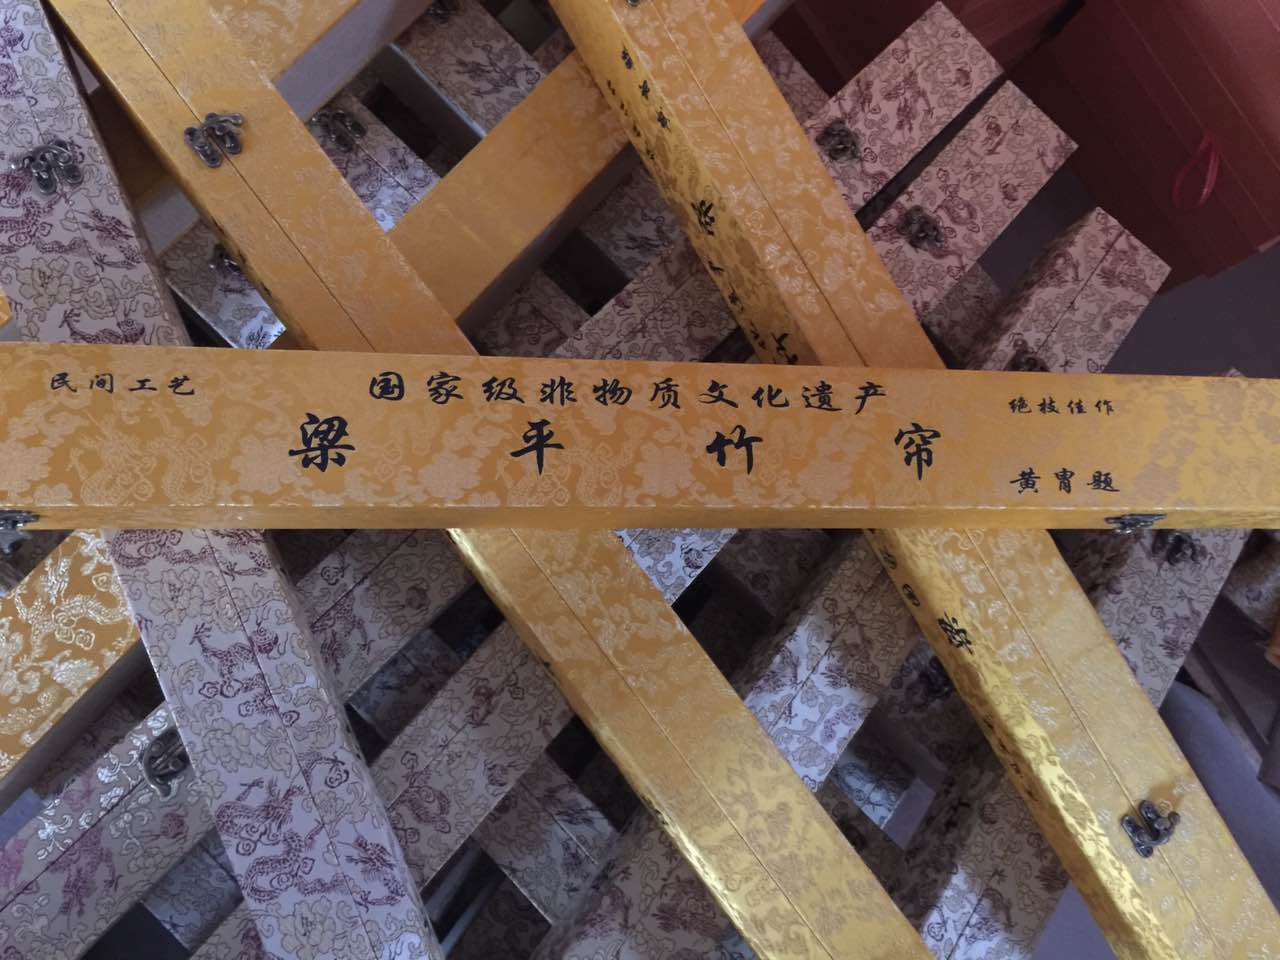 民间工艺
国家级非物质文化遗产
梁平竹帘
绝枝佳作
黄胄题